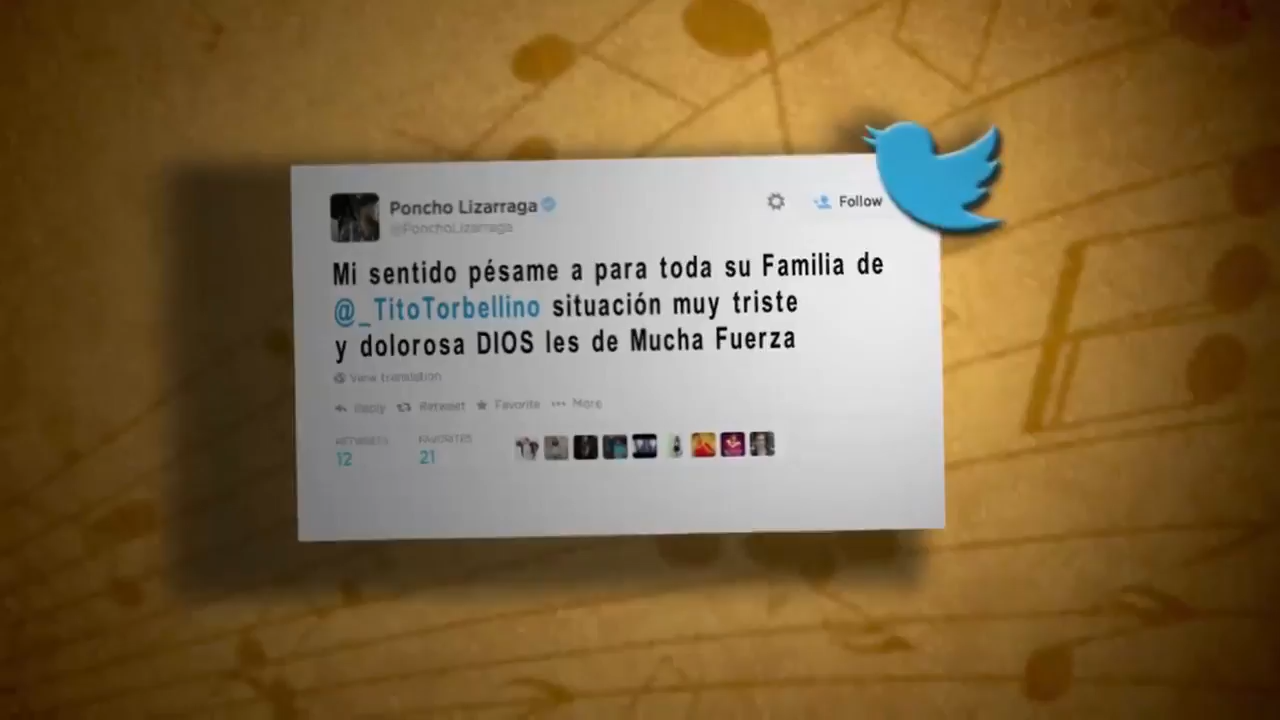 Poncho Lizarraga
@PonchoLizarraga
Follow
Mi sentido pésame a para toda su Familia de
@_TitoTorbellino situación muy triste
y dolorosa DIOS les de Mucha Fuerza
View translation
Reply Retweet Favorite ••• More
RETWEETS FAVORITES
12 21